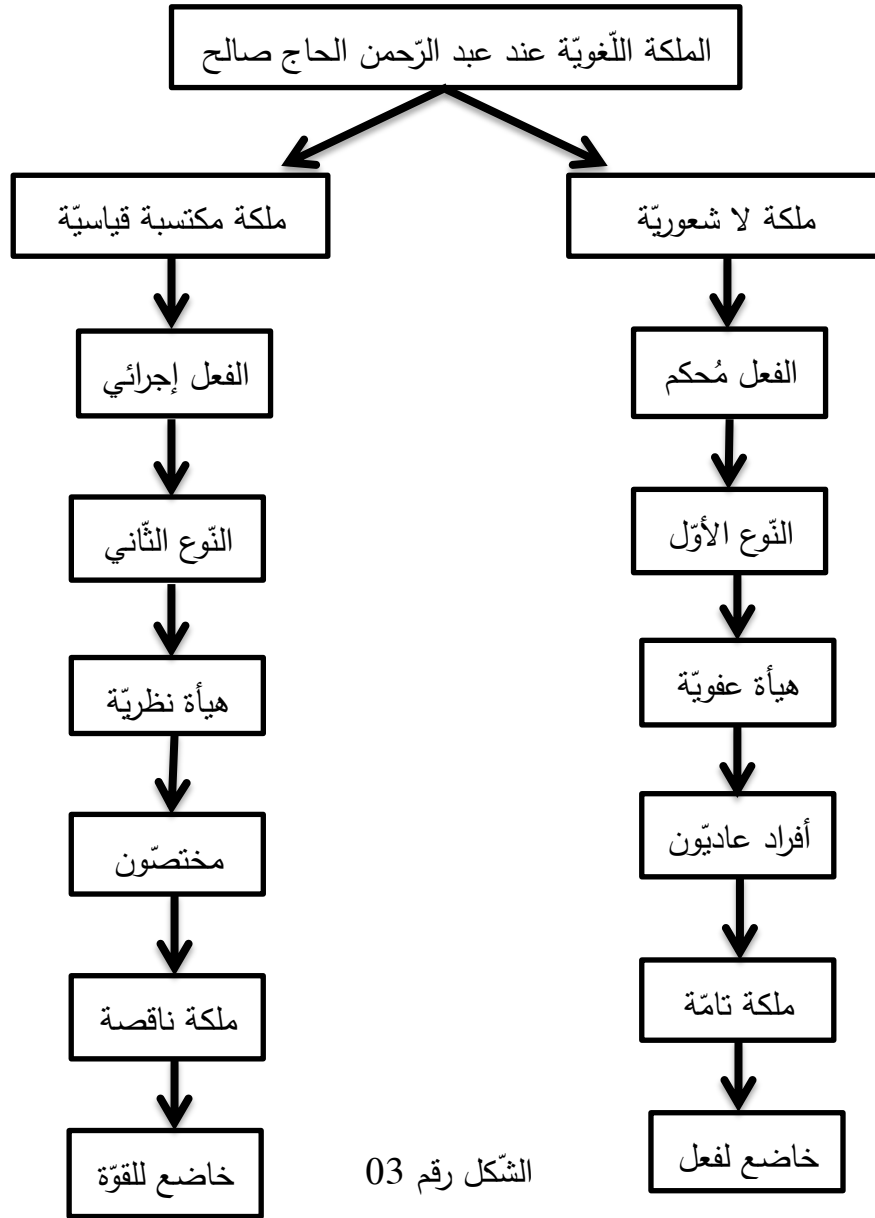 الملكة اللّغويّة عند عبد الرّحمن الحاج صالح
ملكة لا شعوريّة
ملكة مكتسبة قياسيّة
الفعل مُحكم
الفعل إجرائي
النّوع الأوّل
النّوع الثّاني
هيأة عفويّة
هيأة نظريّة
أفراد عاديّون
مختصّون
ملكة تامّة
ملكة ناقصة
خاضع لفعل
خاضع للقوّة
الشّكل رقم 03